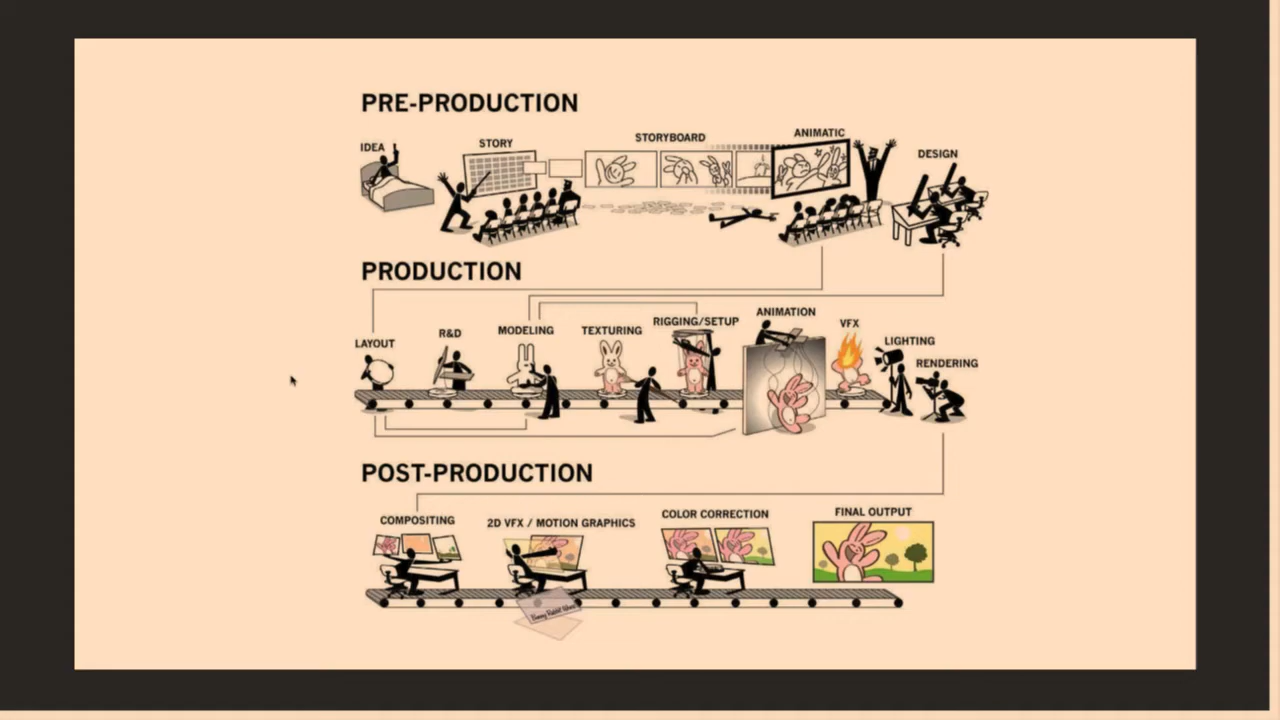 PRE-PRODUCTION
IDEA
STORY
STORYBOARD
ANIMATIC
DESIGN
PRODUCTION
LAYOUT
R&D
MODELING
TEXTURING
RIGGING/SETUP
ANIMATION
VFX
LIGHTING
RENDERING
POST-PRODUCTION
COMPOSITING
2D VFX / MOTION GRAPHICS
COLOR CORRECTION
FINAL OUTPUT